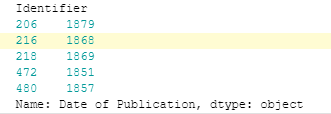 Identifier
206    1879
216    1868
218    1869
472    1851
480    1857
Name: Date of Publication, dtype: object